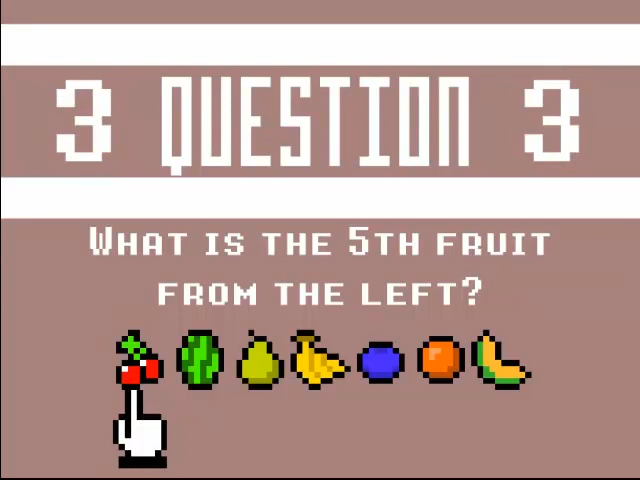 3 QUESTION 3
WHAT IS THE 5TH FRUIT
FROM THE LEFT?